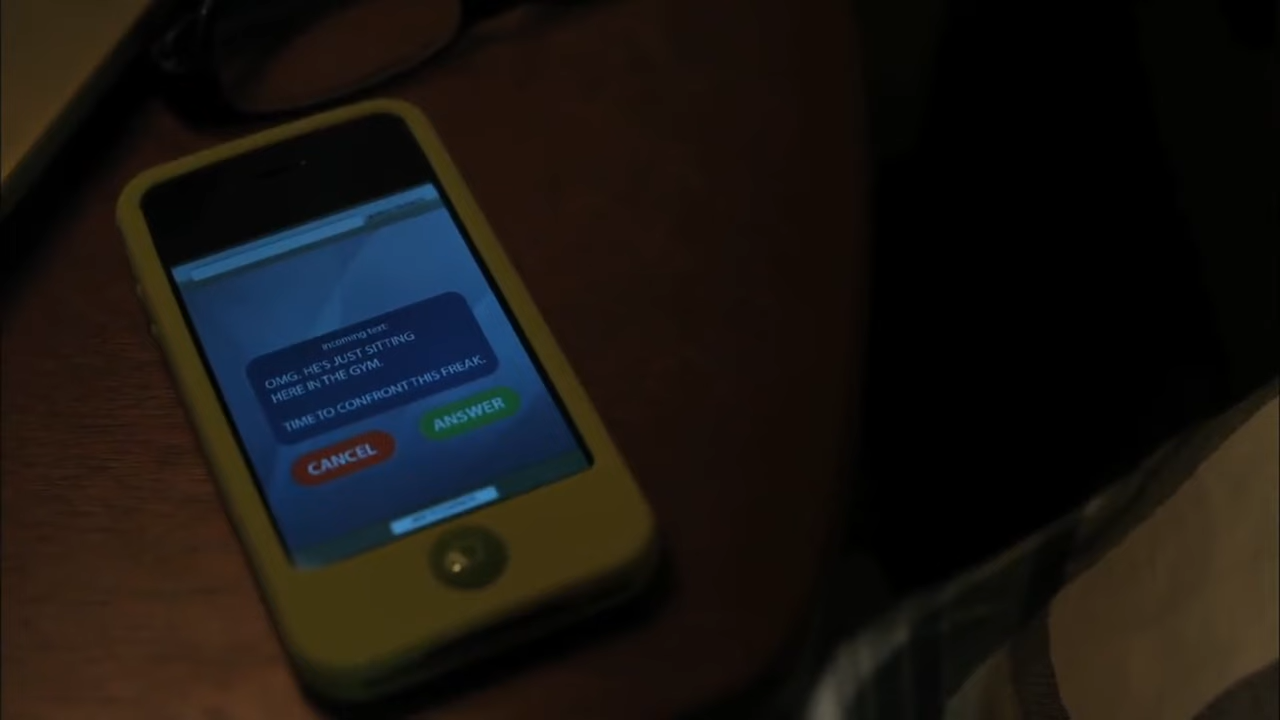 incoming text:
OMG. HE'S JUST SITTING
HERE IN THE GYM.
TIME TO CONFRONT THIS FREAK.
CANCEL
ANSWER